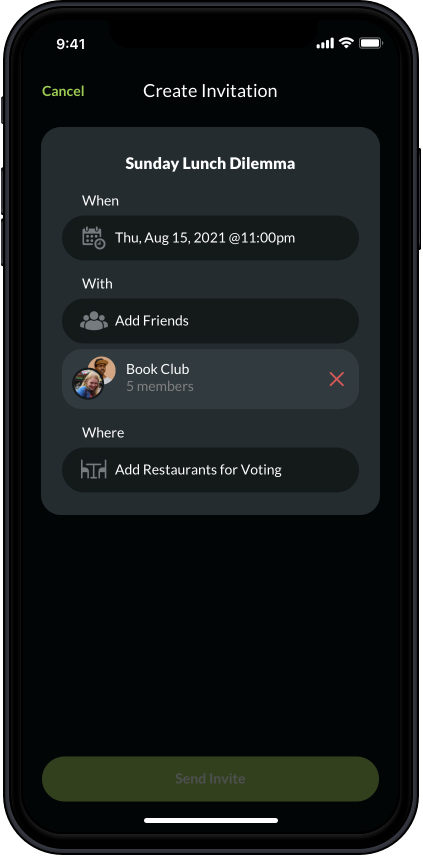 9:41
Cancel
Create Invitation
Sunday Lunch Dilemma
When
Thu, Aug 15, 2021 @11:00pm
With
Add Friends
Book Club
5 members
Where
Add Restaurants for Voting
Send Invite